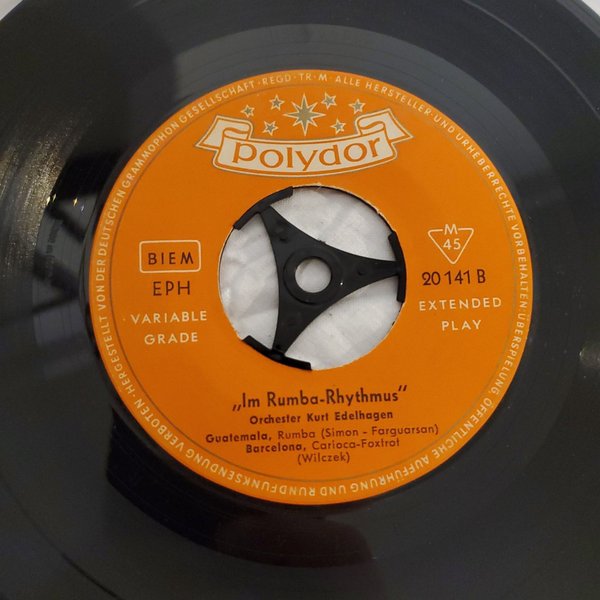 HERGESTELLT VON DER DEUTSCHEN GRAMMOPHON GESELLSCHAFT · REGD · TR · M · ALLE HERSTELLER - UND URHEBERRECHTE VORBEHALTEN · ÜBERSPIELUNG, ÖFFENTLICHE AUFFÜHRUNG UND RUNDFUNKSENDUNG VERBOTEN ·
Polydor
BIEM
EPH
VARIABLE
GRADE
M
45
20 141 B
EXTENDED
PLAY
„Im Rumba-Rhythmus"
Orchester Kurt Edelhagen
Guatemala, Rumba (Simon - Farguarsan)
Barcelona, Carioca-Foxtrot
(Wilczek)